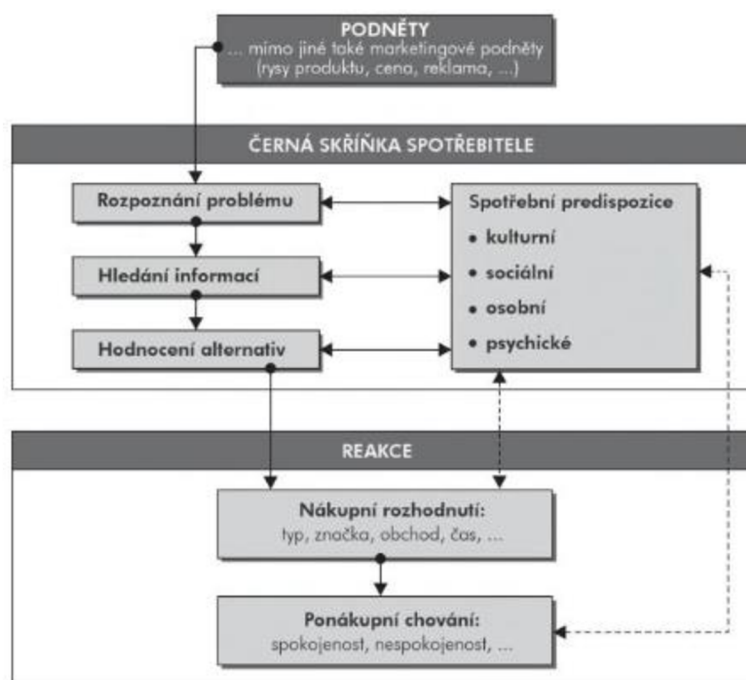 PODNĚTY
... mimo jiné také marketingové podněty
(rysy produktu, cena, reklama, ...)
ČERNÁ SKŘÍŇKA SPOTŘEBITELE
Rozpoznání problému
Hledání informací
Hodnocení alternativ
Spotřební predispozice
• kulturní
• sociální
• osobní
• psychické
REAKCE
Nákupní rozhodnutí:
typ, značka, obchod, čas, ...
Ponákupní chování:
spokojenost, nespokojenost, ...